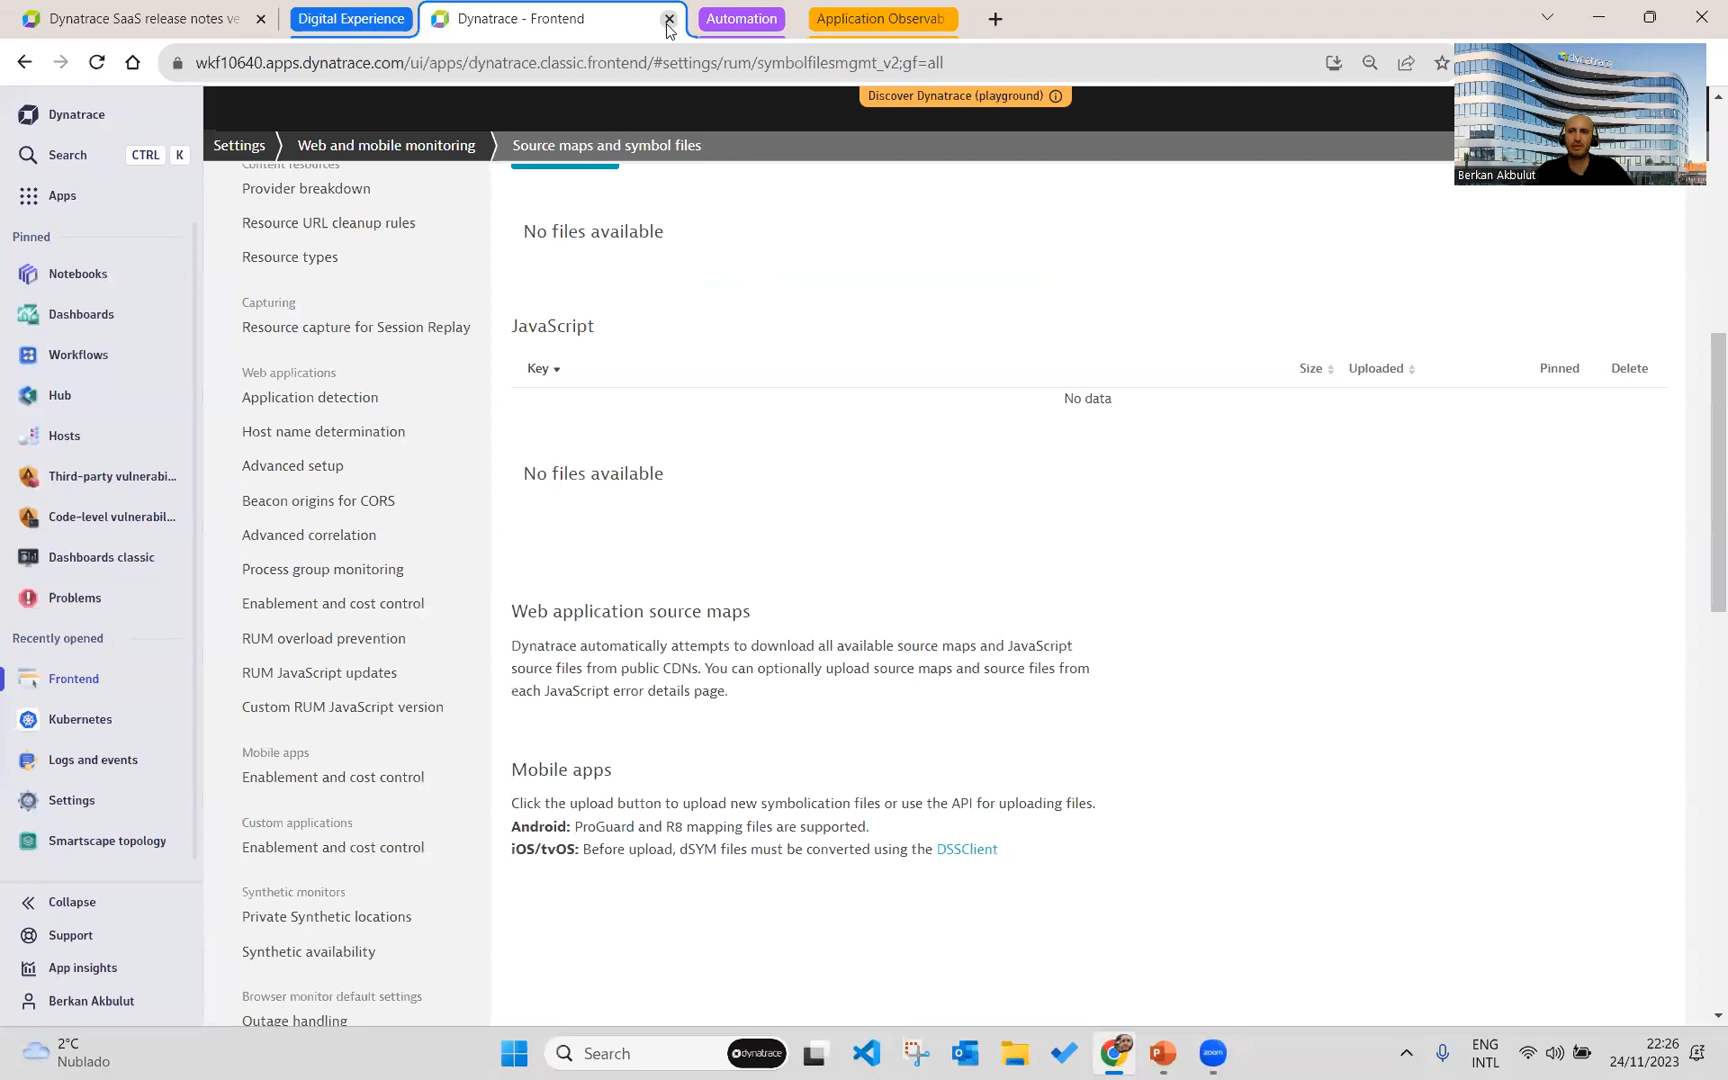 Dynatrace SaaS release notes ve
Digital Experience
Dynatrace - Frontend
Automation
Application Observab
wkf10640.apps.dynatrace.com/ui/apps/dynatrace.classic.frontend/#settings/rum/symbolfilesmgmt_v2;gf=all
Discover Dynatrace (playground)
dynatrace
Berkan Akbulut
Dynatrace
Search
CTRL K
Apps
Pinned
Notebooks
Dashboards
Workflows
Hub
Hosts
Third-party vulnerabi...
Code-level vulnerabil...
Dashboards classic
Problems
Recently opened
Frontend
Kubernetes
Logs and events
Settings
Smartscape topology
Collapse
Support
App insights
Berkan Akbulut
Settings
Web and mobile monitoring
Source maps and symbol files
Content resources
Provider breakdown
Resource URL cleanup rules
Resource types
Capturing
Resource capture for Session Replay
Web applications
Application detection
Host name determination
Advanced setup
Beacon origins for CORS
Advanced correlation
Process group monitoring
Enablement and cost control
RUM overload prevention
RUM JavaScript updates
Custom RUM JavaScript version
Mobile apps
Enablement and cost control
Custom applications
Enablement and cost control
Synthetic monitors
Private Synthetic locations
Synthetic availability
Browser monitor default settings
Outage handling
No files available
JavaScript
Key Size Uploaded Pinned Delete
No data
No files available
Web application source maps
Dynatrace automatically attempts to download all available source maps and JavaScript
source files from public CDNs. You can optionally upload source maps and source files from
each JavaScript error details page.
Mobile apps
Click the upload button to upload new symbolication files or use the API for uploading files.
Android: ProGuard and R8 mapping files are supported.
iOS/tvOS: Before upload, dSYM files must be converted using the DSSClient
2°C
Nublado
Search
dynatrace
zoom
ENG
INTL
22:26
24/11/2023